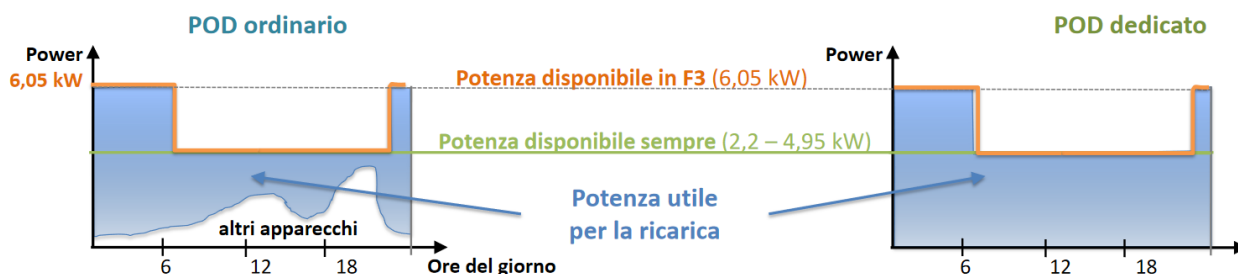 POD ordinario
POD dedicato
Power
6,05 kW
Potenza disponibile in F3 (6,05 kW)
Power
Potenza disponibile sempre (2,2 – 4,95 kW)
Potenza utile
per la ricarica
altri apparecchi
6
12
18
Ore del giorno
6
12
18